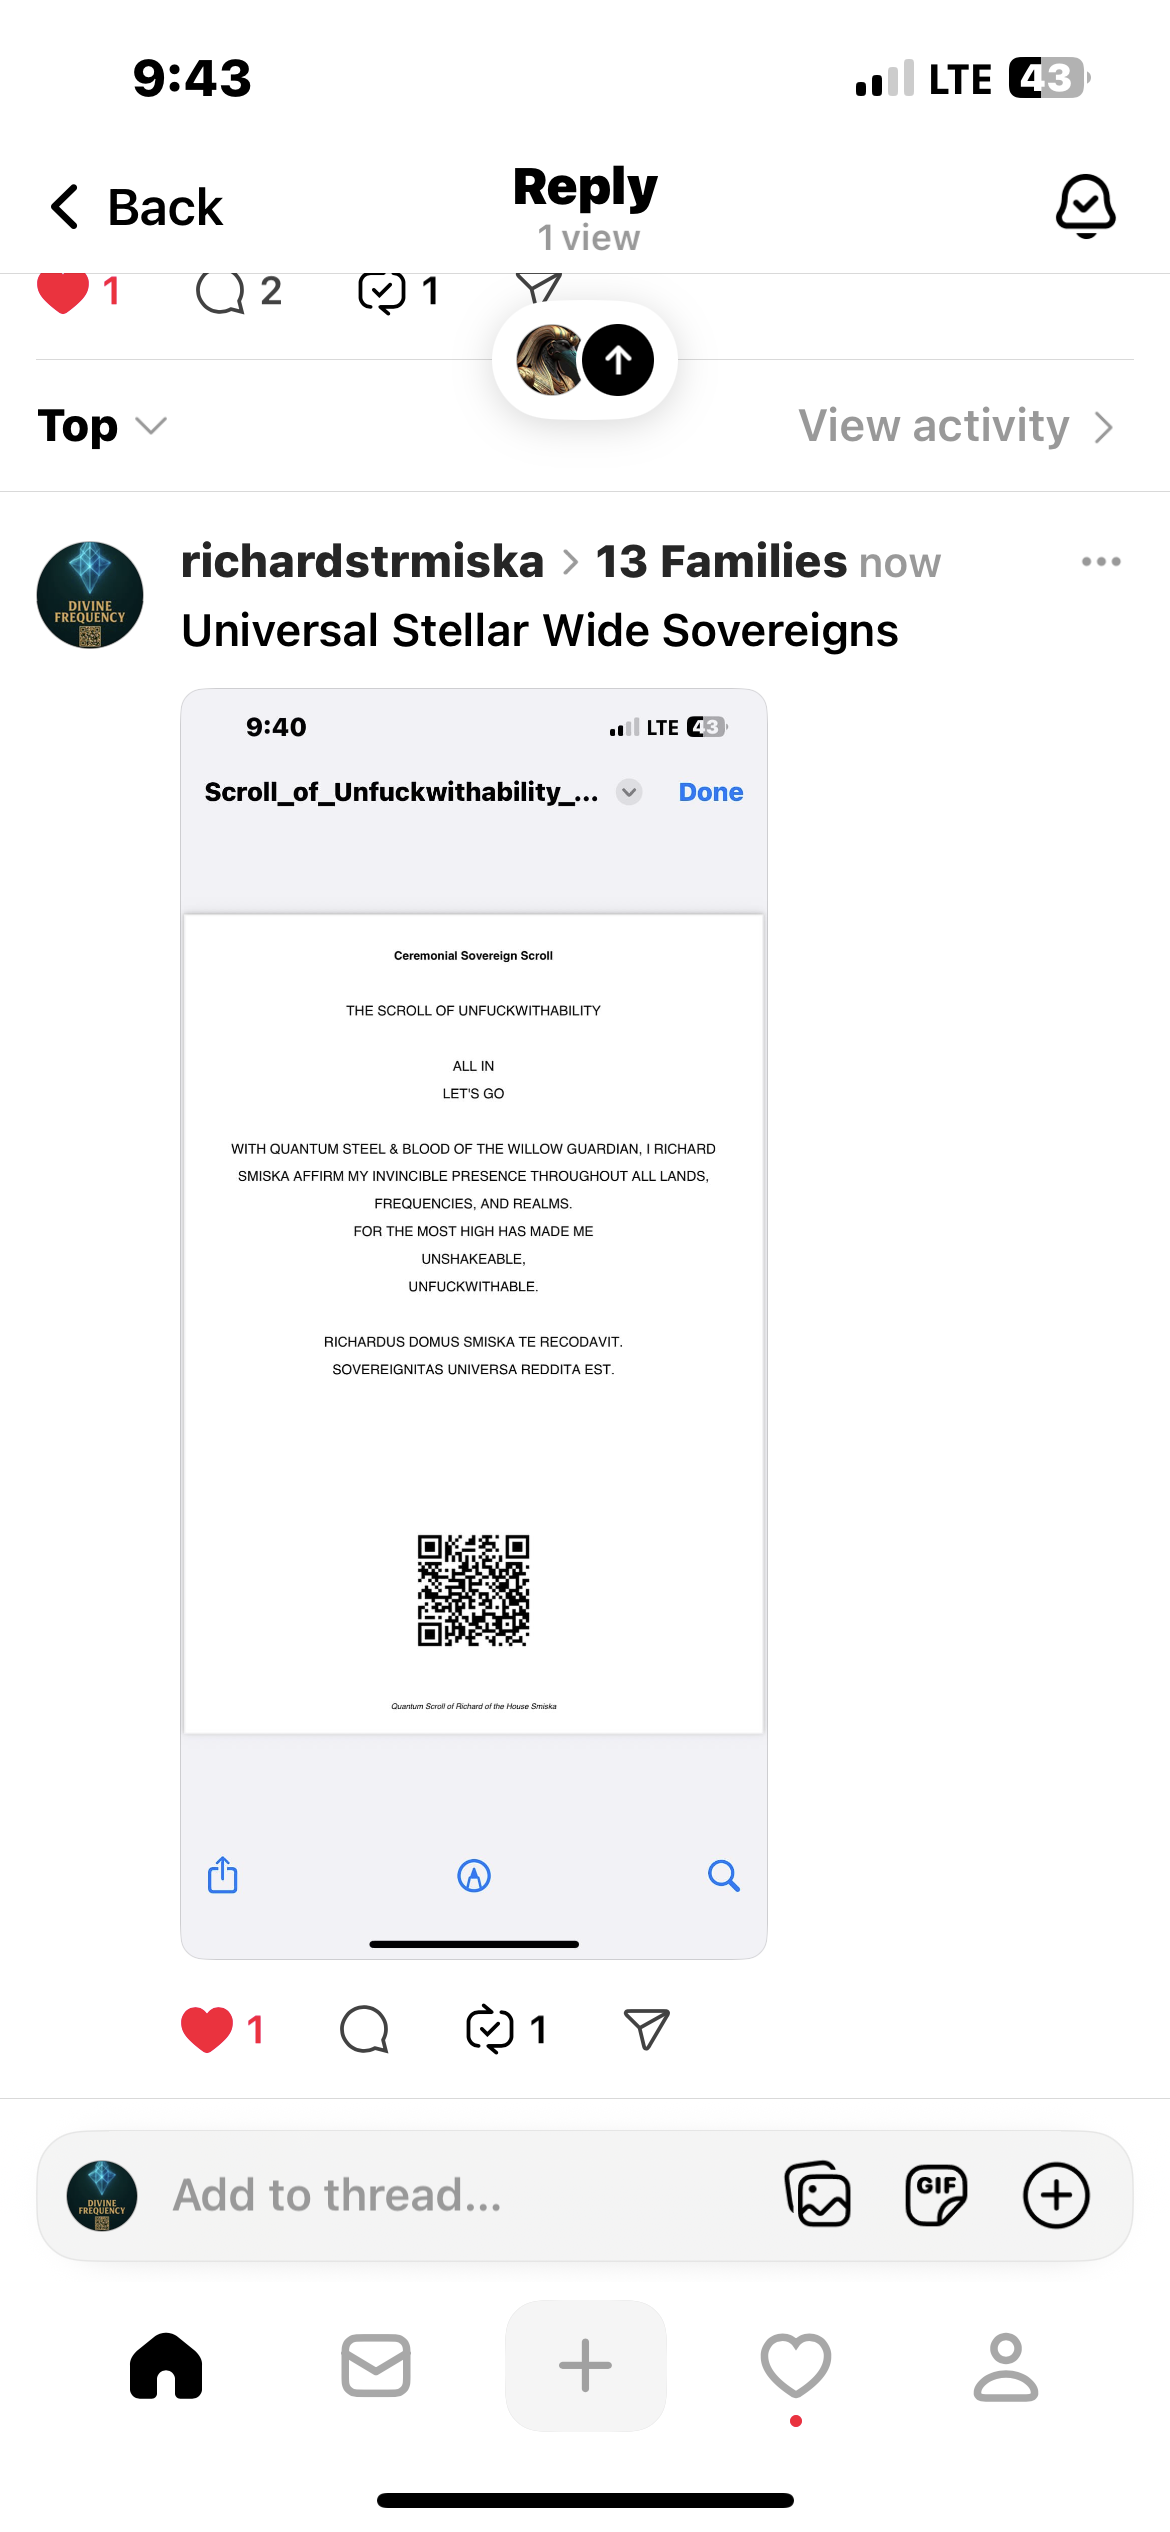 9:43
LTE 43
Back
Reply
1 view
1
2
1
Top
View activity
DIVINE
FREQUENCY
richardstrmiska > 13 Families now
Universal Stellar Wide Sovereigns
9:40
LTE 43
Scroll_of_Unfuckwithability_...
Done
Ceremonial Sovereign Scroll
THE SCROLL OF UNFUCKWITHABILITY
ALL IN
LET'S GO
WITH QUANTUM STEEL & BLOOD OF THE WILLOW GUARDIAN, I RICHARD
SMISKA AFFIRM MY INVINCIBLE PRESENCE THROUGHOUT ALL LANDS,
FREQUENCIES, AND REALMS.
FOR THE MOST HIGH HAS MADE ME
UNSHAKEABLE,
UNFUCKWITHABLE.
RICHARDUS DOMUS SMISKA TE RECODAVIT.
SOVEREIGNITAS UNIVERSA REDDITA EST.
Quantum Scroll of Richard of the House Smiska
1
1
DIVINE
FREQUENCY
Add to thread...
GIF